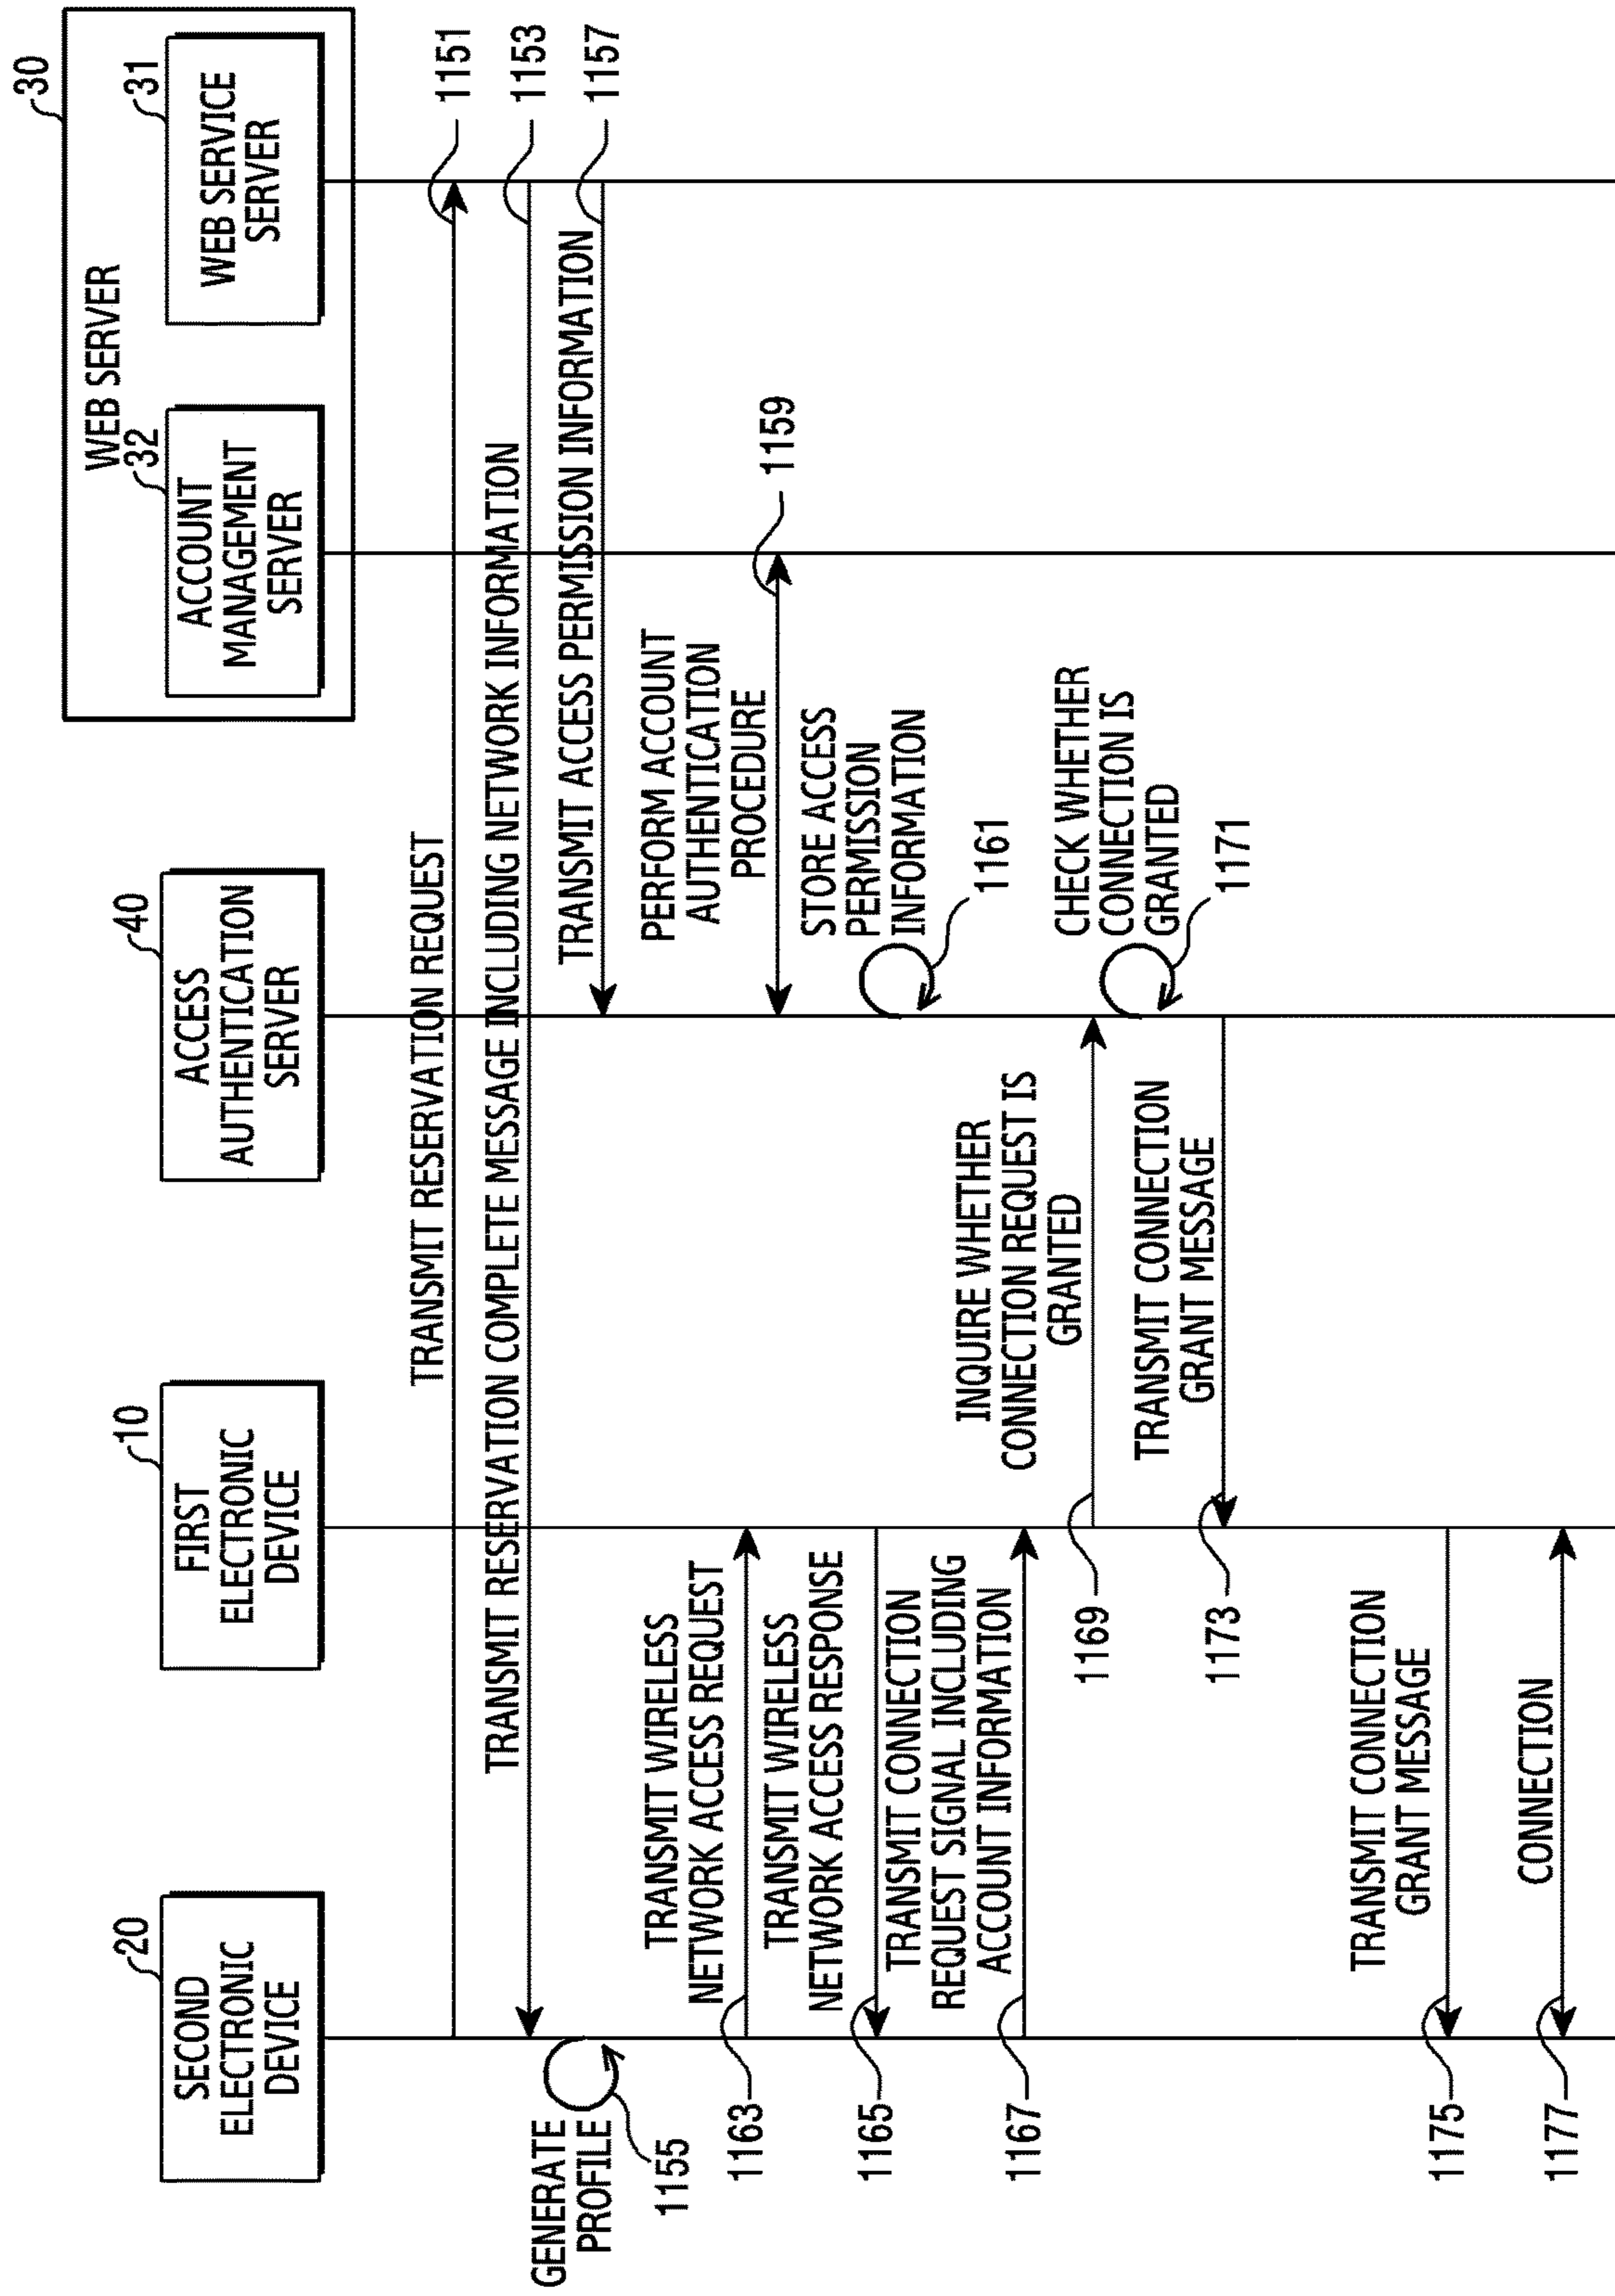 SECOND
ELECTRONIC
DEVICE
20
FIRST
ELECTRONIC
DEVICE
10
ACCESS
AUTHENTICATION
SERVER
40
WEB SERVER
30
ACCOUNT
MANAGEMENT
SERVER
32
WEB SERVICE
SERVER
31
TRANSMIT RESERVATION REQUEST
1151
TRANSMIT RESERVATION COMPLETE MESSAGE INCLUDING NETWORK INFORMATION
1153
GENERATE
PROFILE
1155
TRANSMIT ACCESS PERMISSION INFORMATION
1157
PERFORM ACCOUNT
AUTHENTICATION
PROCEDURE
1159
STORE ACCESS
PERMISSION
INFORMATION
1161
TRANSMIT WIRELESS
NETWORK ACCESS REQUEST
1163
TRANSMIT WIRELESS
NETWORK ACCESS RESPONSE
1165
TRANSMIT CONNECTION
REQUEST SIGNAL INCLUDING
ACCOUNT INFORMATION
1167
INQUIRE WHETHER
CONNECTION REQUEST IS
GRANTED
1169
CHECK WHETHER
CONNECTION IS
GRANTED
1171
TRANSMIT CONNECTION
GRANT MESSAGE
1173
TRANSMIT CONNECTION
GRANT MESSAGE
1175
CONNECTION
1177